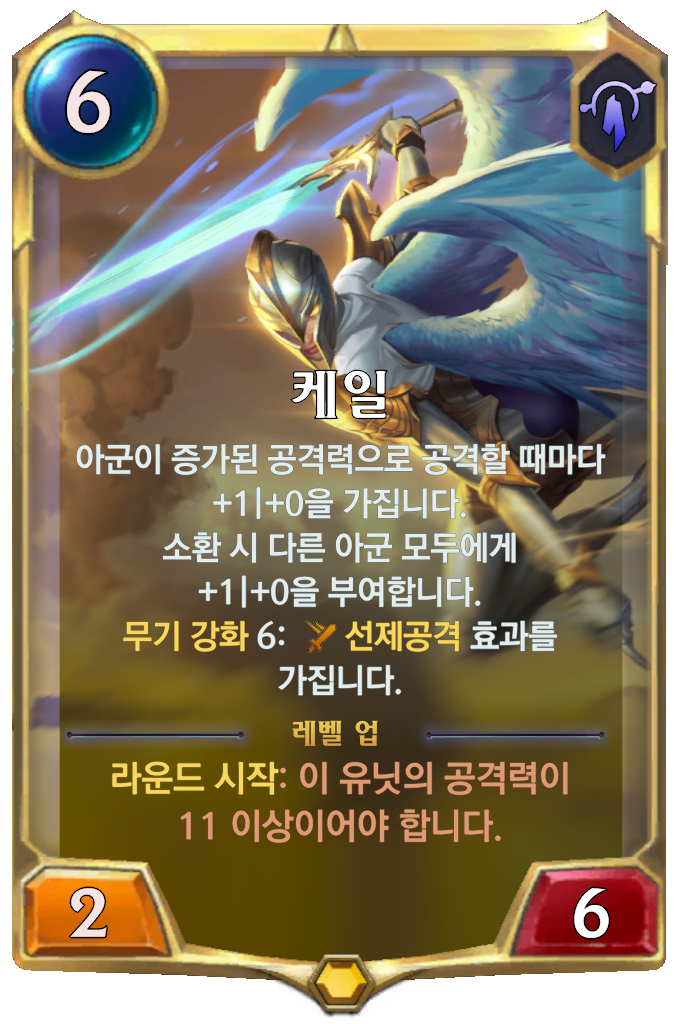 6
케일
아군이 증가된 공격력으로 공격할 때마다
+1|+0을 가집니다.
소환 시 다른 아군 모두에게
+1|+0을 부여합니다.
무기 강화 6: 선제공격 효과를
가집니다.
레벨 업
라운드 시작: 이 유닛의 공격력이
11 이상이어야 합니다.
2
6